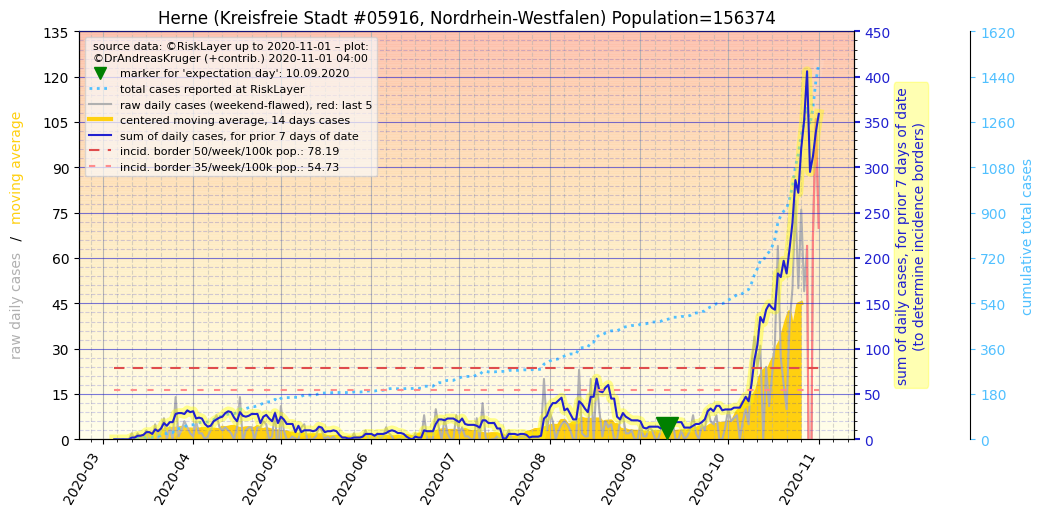 Herne (Kreisfreie Stadt #05916, Nordrhein-Westfalen) Population=156374
source data: ©RiskLayer up to 2020-11-01 – plot:
©DrAndreasKruger (+contrib.) 2020-11-01 04:00
marker for 'expectation day': 10.09.2020
total cases reported at RiskLayer
raw daily cases (weekend-flawed), red: last 5
centered moving average, 14 days cases
sum of daily cases, for prior 7 days of date
incid. border 50/week/100k pop.: 78.19
incid. border 35/week/100k pop.: 54.73
raw daily cases / moving average
135
120
105
90
75
60
45
30
15
0
450
400
350
300
250
200
150
100
50
0
sum of daily cases, for prior 7 days of date
(to determine incidence borders)
1620
1440
1260
1080
900
720
540
360
180
0
cumulative total cases
2020-03
2020-04
2020-05
2020-06
2020-07
2020-08
2020-09
2020-10
2020-11